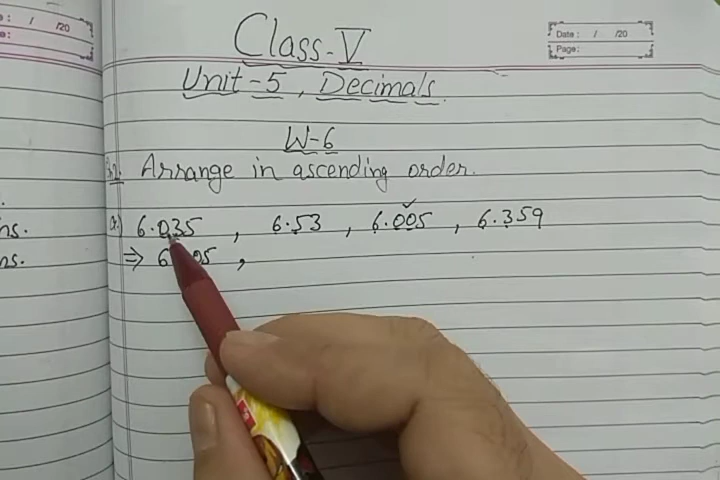 Class-V
Date: / /20
Page:
Unit-5, Decimals
W-6
Arrange in ascending order.
a) 6.035, 6.53, 6.005, 6.359
⇒ 6.005,
/ /20
ns.
ns.